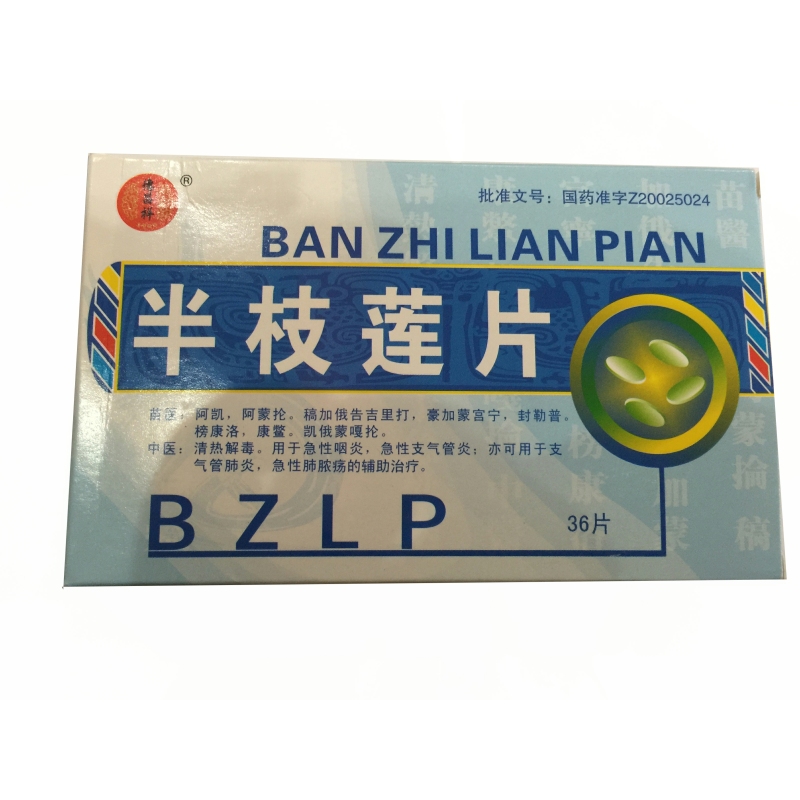 ®
批准文号：国药准字Z20025024
BAN ZHI LIAN PIAN
半枝莲片
苗医：阿凯，阿蒙抡。稿加俄告吉里打，豪加蒙宫宁，封勒普。
榜康洛，康鳖。凯俄蒙嘎抡。
中医：清热解毒。用于急性咽炎，急性支气管炎；亦可用于支
气管肺炎，急性肺脓疡的辅助治疗。
BZLP
36片